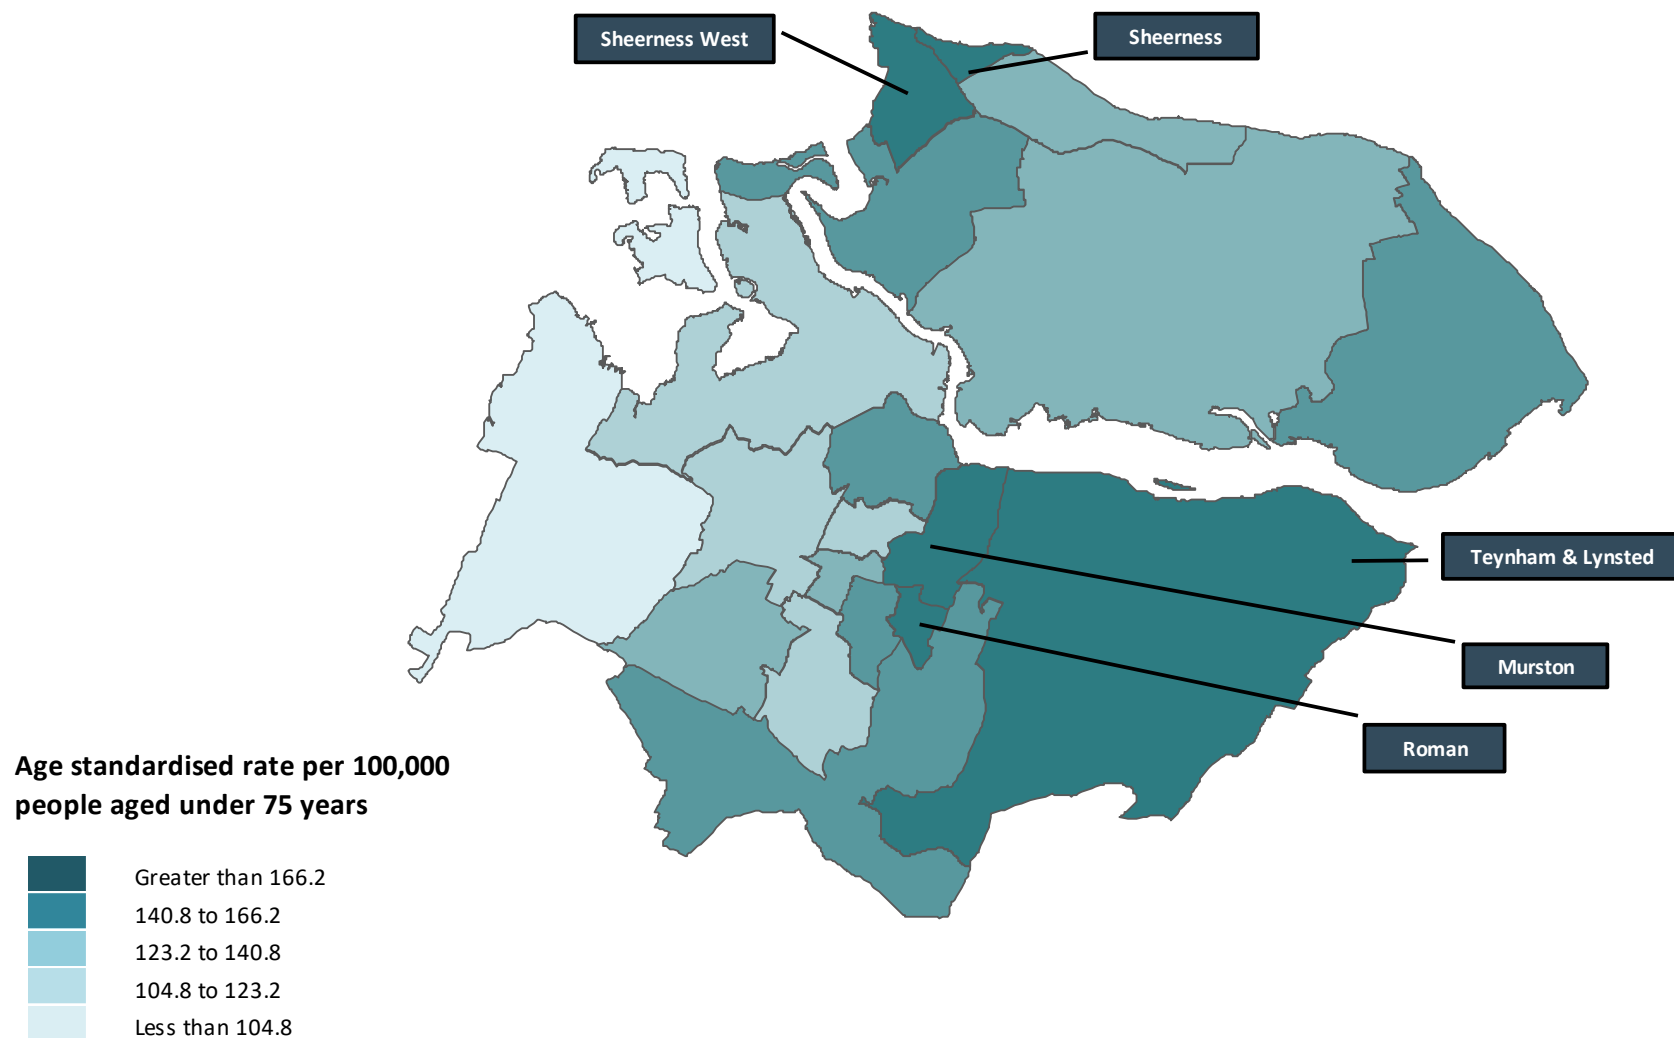 Sheerness West
Sheerness
Teynham & Lynsted
Murston
Roman
Age standardised rate per 100,000
people aged under 75 years
Greater than 166.2
140.8 to 166.2
123.2 to 140.8
104.8 to 123.2
Less than 104.8